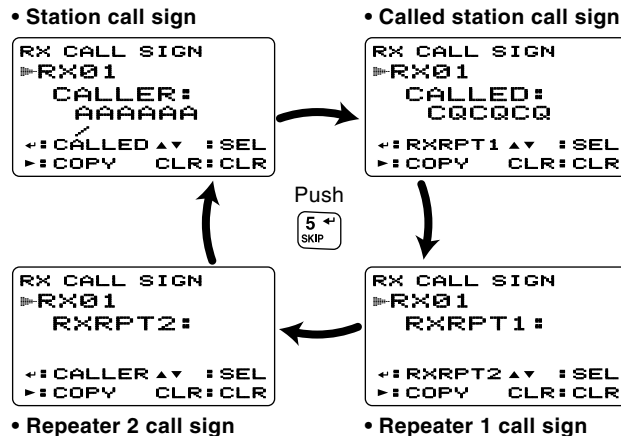 • Station call sign
RX CALL SIGN
RX01
CALLER:
AAAAAA
/
↵:CALLED ▲▼ :SEL
►:COPY CLR:CLR
• Called station call sign
RX CALL SIGN
RX01
CALLED:
CQCQCQ
↵:RXRPT1 ▲▼ :SEL
►:COPY CLR:CLR
Push
5 ↵
SKIP
RX CALL SIGN
RX01
RXRPT2:
↵:CALLER ▲▼ :SEL
►:COPY CLR:CLR
• Repeater 2 call sign
RX CALL SIGN
RX01
RXRPT1:
↵:RXRPT2 ▲▼ :SEL
►:COPY CLR:CLR
• Repeater 1 call sign